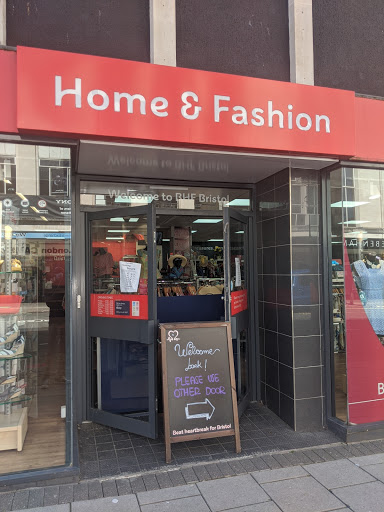 Home & Fashion
Welcome to BHF Bristol
Welcome
back!
PLEASE USE
OTHER DOOR
Beat heartbreak for Bristol